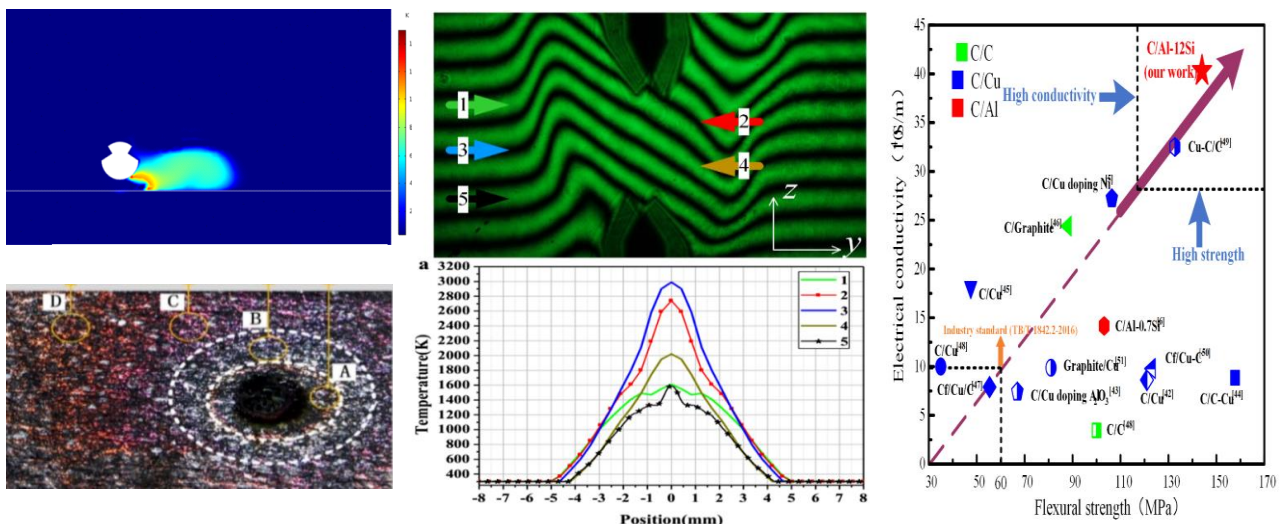 K
1
2
3
4
5
z
y
D
C
B
A
a
3200
3000
2800
2600
2400
2200
2000
1800
1600
1400
1200
1000
800
600
400
Temperature(K)
-8 -7 -6 -5 -4 -3 -2 -1 0 1 2 3 4 5 6 7 8
Position(mm)
1
2
3
4
5
45
40
35
30
25
20
15
10
5
0
Electrical conductivity
C/C
C/Cu
C/Al
C/Al-12Si
(our work)
High conductivity
Cu-C/C[49]
C/Cu doping Ni
C/Graphite[46]
High strength
C/Cu[45]
C/Al-0.7Si
Industry standard (TB/T 1842.2-2016)
C/Cu[48]
Graphite/Cu[51]
Cf/Cu-C[50]
Cf/Cu/C[47]
C/Cu doping Al2O3[43]
C/Cu[42]
C/C-Cu[44]
C/C[48]
30 50 60 70 90 110 130 150 170
Flexural strength（MPa）